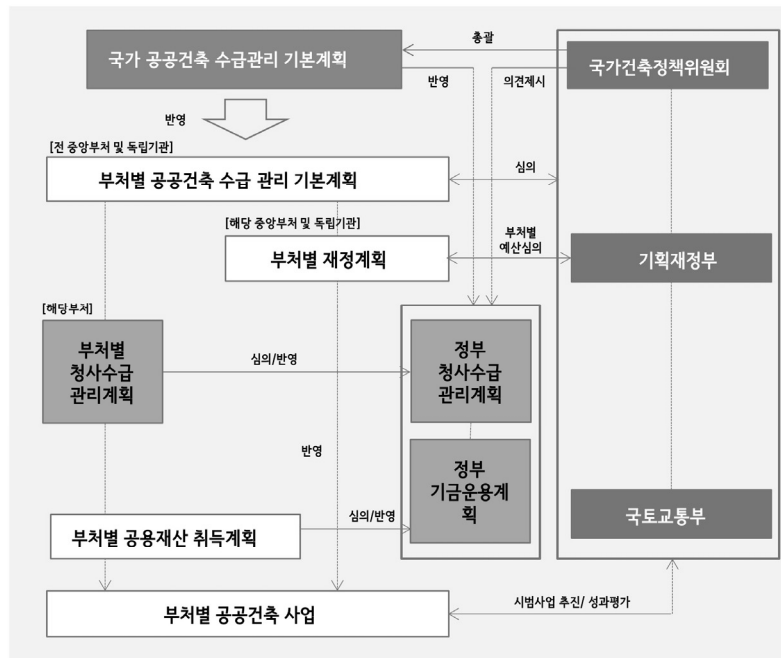 총괄
국가 공공건축 수급관리 기본계획
국가건축정책위원회
반영
의견제시
반영
[전 중앙부처 및 독립기관]
부처별 공공건축 수급 관리 기본계획
심의
[해당 중앙부처 및 독립기관]
부처별 재정계획
부처별
예산심의
기획재정부
[해당부저]
부처별
청사수급
관리계획
심의/반영
정부
청사수급
관리계획
반영
정부
기금운용계
획
부처별 공용재산 취득계획
심의/반영
국토교통부
부처별 공공건축 사업
시범사업 추진/ 성과평가